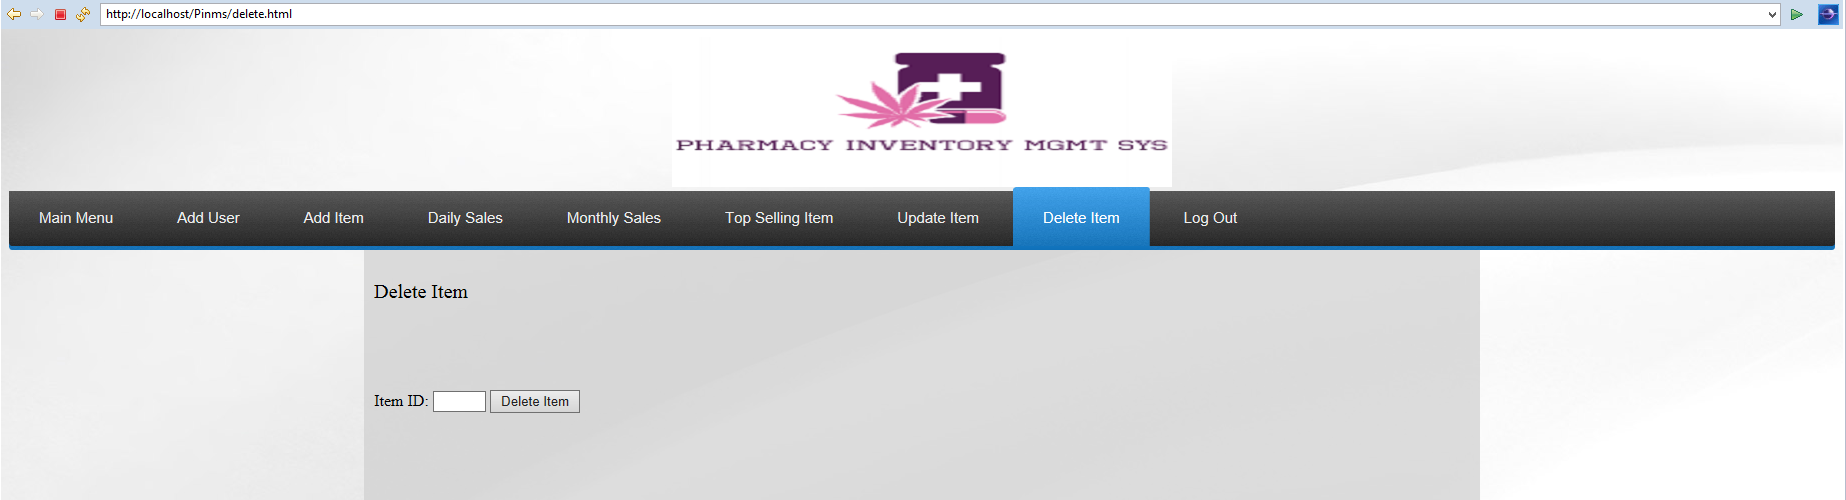 http://localhost/Pinms/delete.html
PHARMACY INVENTORY MGMT SYS
Main Menu Add User Add Item Daily Sales Monthly Sales Top Selling Item Update Item Delete Item Log Out
Delete Item
Item ID: Delete Item